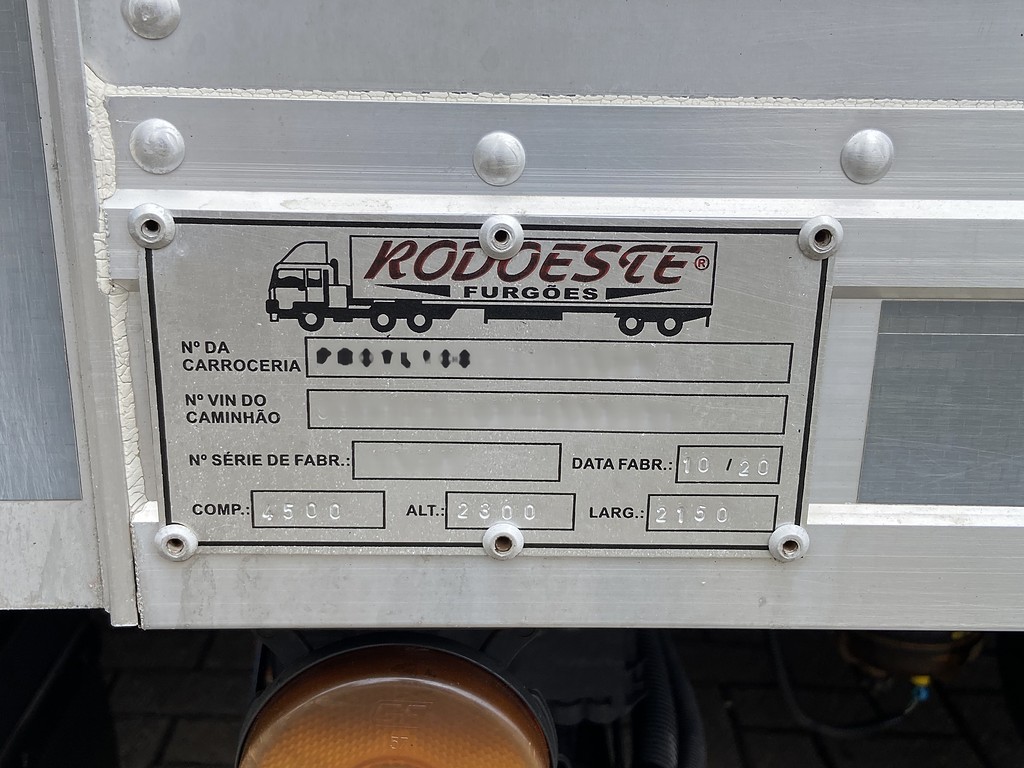 RODOESTE®
FURGÕES
Nº DA
CARROCERIA
Nº VIN DO
CAMINHÃO
Nº SÉRIE DE FABR.: DATA FABR.: 10 / 20
COMP.: 4500 ALT.: 2300 LARG.: 2150